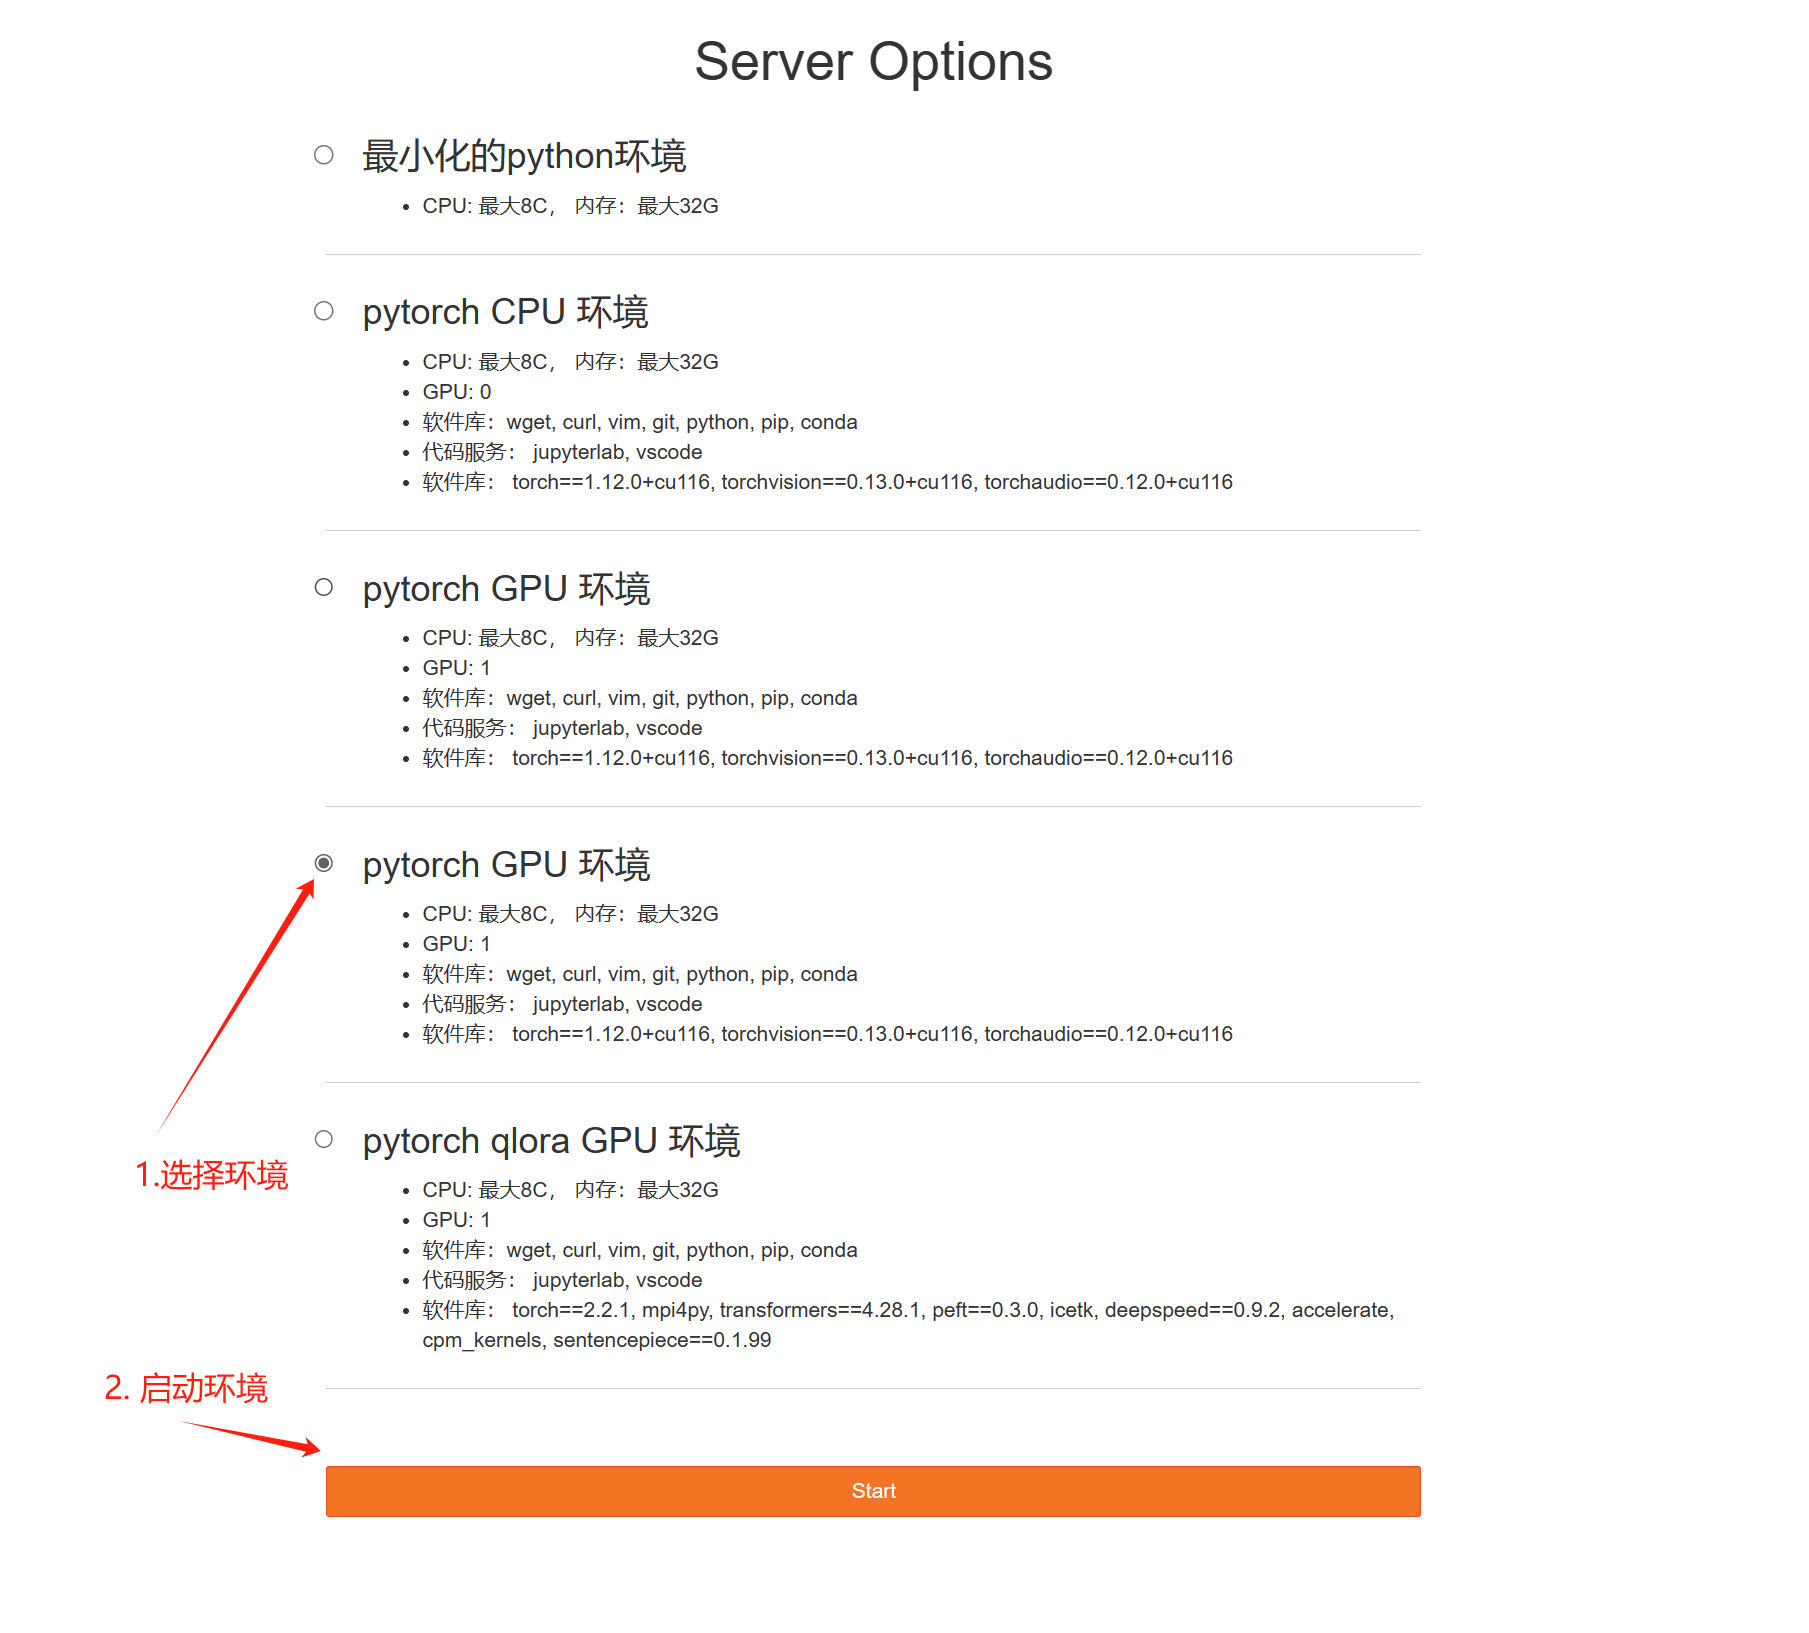 Server Options
最小化的python环境
CPU: 最大8C， 内存：最大32G
pytorch CPU 环境
CPU: 最大8C， 内存：最大32G
GPU: 0
软件库：wget, curl, vim, git, python, pip, conda
代码服务： jupyterlab, vscode
软件库： torch==1.12.0+cu116, torchvision==0.13.0+cu116, torchaudio==0.12.0+cu116
pytorch GPU 环境
CPU: 最大8C， 内存：最大32G
GPU: 1
软件库：wget, curl, vim, git, python, pip, conda
代码服务： jupyterlab, vscode
软件库： torch==1.12.0+cu116, torchvision==0.13.0+cu116, torchaudio==0.12.0+cu116
pytorch GPU 环境
CPU: 最大8C， 内存：最大32G
GPU: 1
软件库：wget, curl, vim, git, python, pip, conda
代码服务： jupyterlab, vscode
软件库： torch==1.12.0+cu116, torchvision==0.13.0+cu116, torchaudio==0.12.0+cu116
1.选择环境
pytorch qlora GPU 环境
CPU: 最大8C， 内存：最大32G
GPU: 1
软件库：wget, curl, vim, git, python, pip, conda
代码服务： jupyterlab, vscode
软件库： torch==2.2.1, mpi4py, transformers==4.28.1, peft==0.3.0, icetk, deepspeed==0.9.2, accelerate,
cpm_kernels, sentencepiece==0.1.99
2. 启动环境
Start